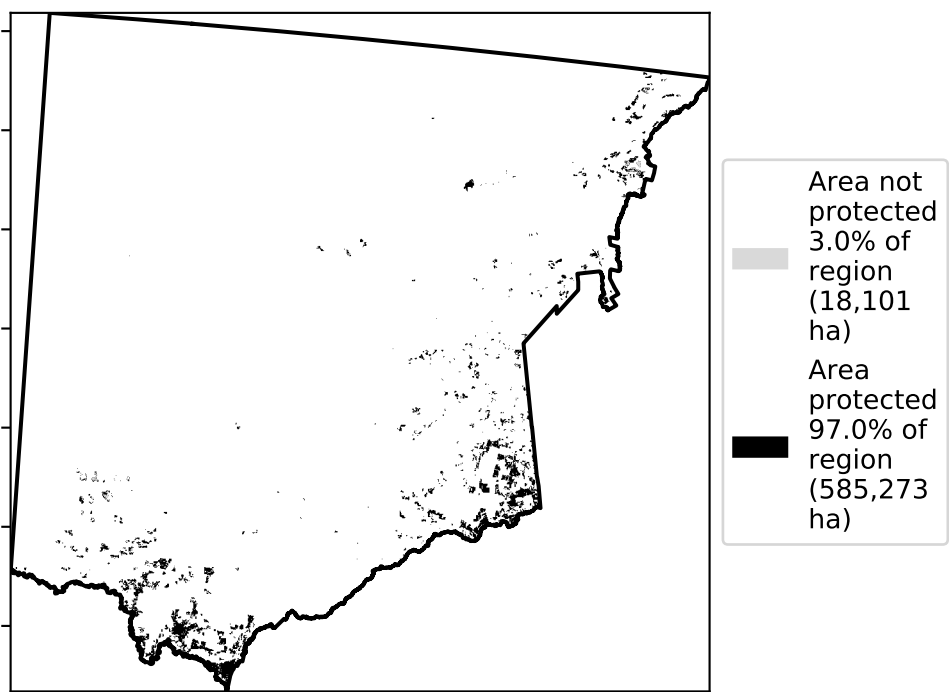 Area not
protected
3.0% of
region
(18,101
ha)
Area
protected
97.0% of
region
(585,273
ha)